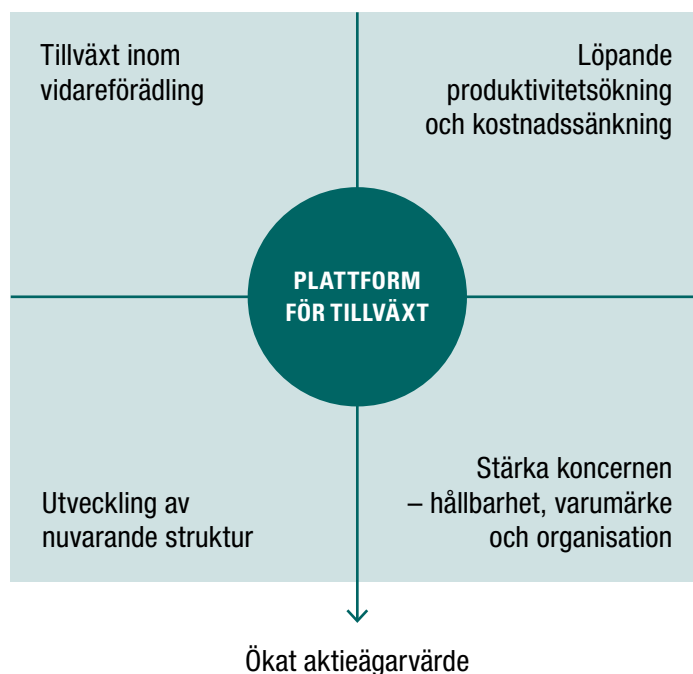 Tillväxt inom
vidareförädling
Löpande
produktivitetsökning
och kostnadssänkning
PLATTFORM
FÖR TILLVÄXT
Utveckling av
nuvarande struktur
Stärka koncernen
– hållbarhet, varumärke
och organisation
Ökat aktieägarvärde